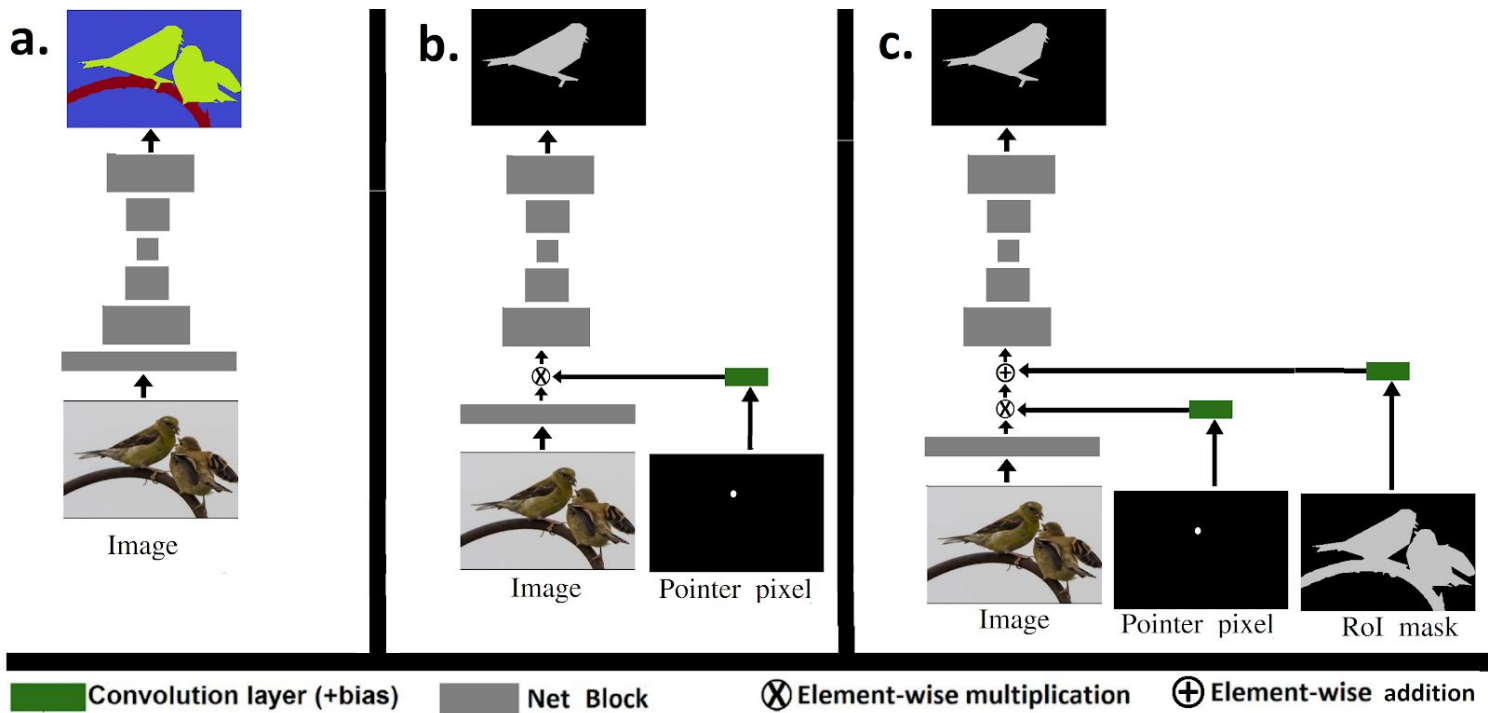 a.
b.
c.
Image
Image
Pointer pixel
Image
Pointer pixel
RoI mask
Convolution layer (+bias)
Net Block
Element-wise multiplication
Element-wise addition